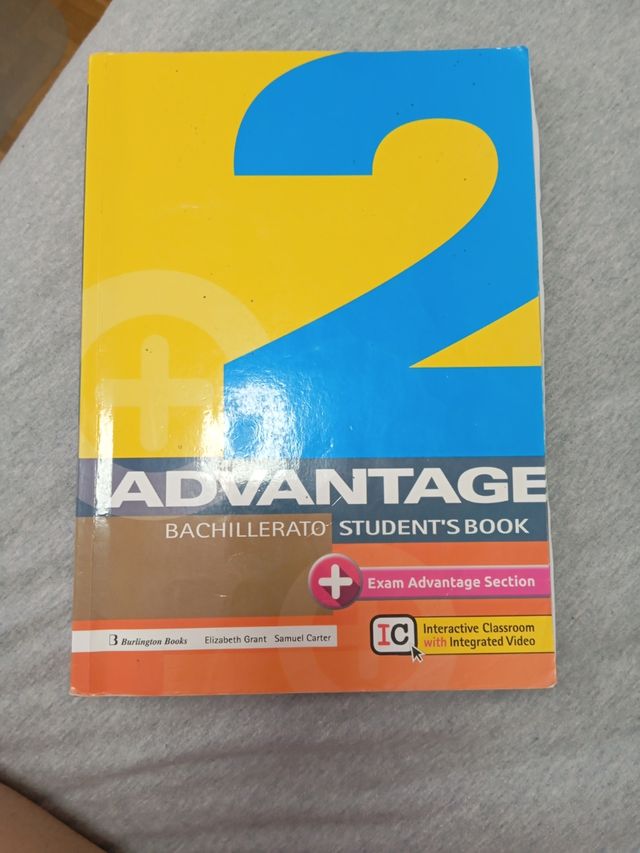 2
ADVANTAGE
BACHILLERATO STUDENT'S BOOK
Exam Advantage Section
B Burlington Books Elizabeth Grant Samuel Carter
IC Interactive Classroom
with Integrated Video